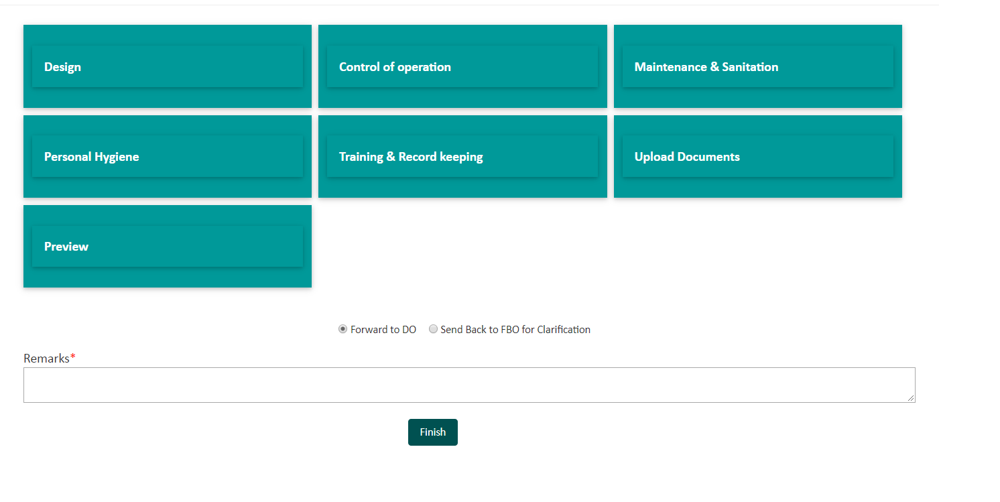 Design
Control of operation
Maintenance & Sanitation
Personal Hygiene
Training & Record keeping
Upload Documents
Preview
Forward to DO
Send Back to FBO for Clarification
Remarks*
Finish